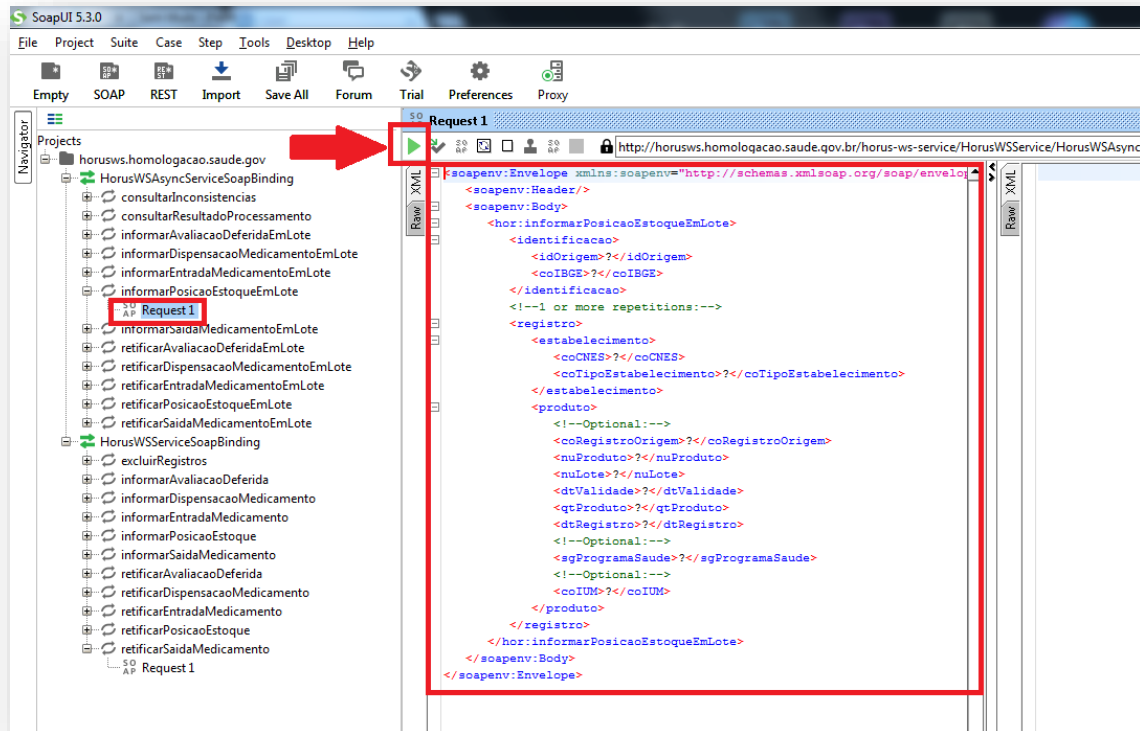 SoapUI 5.3.0
File Project Suite Case Step Tools Desktop Help
Empty SOAP REST Import Save All Forum Trial Preferences Proxy
Navigator
Projects
horusws.homologacao.saude.gov
HorusWSAsyncServiceSoapBinding
consultarInconsistencias
consultarResultadoProcessamento
informarAvaliacaoDeferidaEmLote
informarDispensacaoMedicamentoEmLote
informarEntradaMedicamentoEmLote
informarPosicaoEstoqueEmLote
SOAP Request 1
informarSaidaMedicamentoEmLote
retificarAvaliacaoDeferidaEmLote
retificarDispensacaoMedicamentoEmLote
retificarEntradaMedicamentoEmLote
retificarPosicaoEstoqueEmLote
retificarSaidaMedicamentoEmLote
HorusWSServiceSoapBinding
excluirRegistros
informarAvaliacaoDeferida
informarDispensacaoMedicamento
informarEntradaMedicamento
informarPosicaoEstoque
informarSaidaMedicamento
retificarAvaliacaoDeferida
retificarDispensacaoMedicamento
retificarEntradaMedicamento
retificarPosicaoEstoque
retificarSaidaMedicamento
SOAP Request 1
Request 1
http://horusws.homologacao.saude.gov.br/horus-ws-service/HorusWSService/HorusWSAsync
XML
Raw
<soapenv:Envelope xmlns:soapenv="http://schemas.xmlsoap.org/soap/envelop
<soapenv:Header/>
<soapenv:Body>
<hor:informarPosicaoEstoqueEmLote>
<identificacao>
<idOrigem>?</idOrigem>
<coIBGE>?</coIBGE>
</identificacao>
<!--1 or more repetitions:-->
<registro>
<estabelecimento>
<coCNES>?</coCNES>
<coTipoEstabelecimento>?</coTipoEstabelecimento>
</estabelecimento>
<produto>
<!--Optional:-->
<coRegistroOrigem>?</coRegistroOrigem>
<nuProduto>?</nuProduto>
<nuLote>?</nuLote>
<dtValidade>?</dtValidade>
<qtProduto>?</qtProduto>
<dtRegistro>?</dtRegistro>
<!--Optional:-->
<sgProgramaSaude>?</sgProgramaSaude>
<!--Optional:-->
<coIUM>?</coIUM>
</produto>
</registro>
</hor:informarPosicaoEstoqueEmLote>
</soapenv:Body>
</soapenv:Envelope>
XML
Raw